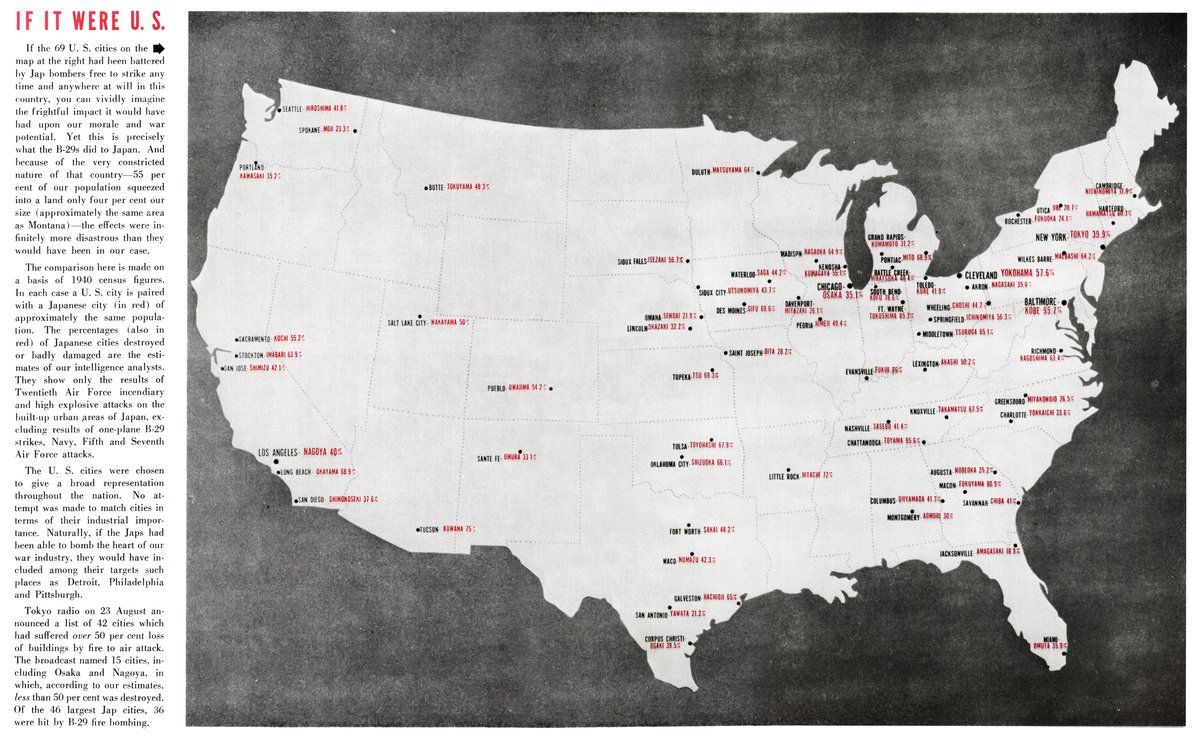 IF IT WERE U. S.
If the 69 U. S. cities on the
map at the right had been battered
by Jap bombers free to strike any
time and anywhere at will in this
country, you can vividly imagine
the frightful impact it would have
had upon our morale and war
potential. Yet this is precisely
what the B-29s did to Japan. And
because of the very constricted
nature of that country—55 per
cent of our population squeezed
into a land only four per cent our
size (approximately the same area
as Montana)—the effects were in-
finitely more disastrous than they
would have been in our case.
The comparison here is made on
a basis of 1940 census figures.
In each case a U. S. city is paired
with a Japanese city (in red) of
approximately the same popula-
tion. The percentages (also in
red) of Japanese cities destroyed
or badly damaged are the esti-
mates of our intelligence analysts.
They show only the results of
Twentieth Air Force incendiary
and high explosive attacks on the
built-up urban areas of Japan, ex-
cluding results of one-plane B-29
strikes, Navy, Fifth and Seventh
Air Force attacks.
The U. S. cities were chosen
to give a broad representation
throughout the nation. No at-
tempt was made to match cities in
terms of their industrial impor-
tance. Naturally, if the Japs had
been able to bomb the heart of our
war industry, they would have in-
cluded among their targets such
places as Detroit, Philadelphia
and Pittsburgh.
Tokyo radio on 23 August an-
nounced a list of 42 cities which
had suffered over 50 per cent loss
of buildings by fire to air attack.
The broadcast named 15 cities, in-
cluding Osaka and Nagoya, in
which, according to our estimates,
less than 50 per cent was destroyed.
Of the 46 largest Jap cities, 36
were hit by B-29 fire bombing.
SEATTLE- HIROSHIMA
SPOKANE- MOJI 23.3%
PORTLAND
KAWASAKI 35.2%
BUTTE- TOKUYAMA 48.3%
DULUTH- MATSUYAMA 64%
CAMBRIDGE
NISHINOMIYA
UTICA UBE 20.7%
HARTFORD
HAMAMATSU
ROCHESTER- FUKUOKA 24.1%
NEW YORK- TOKYO 39.9%
WILKES BARRE MAEBASHI 64.2%
GRAND RAPIDS-
KUMAMOTO 31.2%
PONTIAC
MITO 68.9%
MADISON- NAGAOKA 64.9%
KENOSHA-
KUMAGAYA 55.1%
BATTLE CREEK-
HIRATSUKA 48.4%
SIOUX FALLS ISEZAKI 56.7%
WATERLOO- SAGA 44.2%
CHICAGO-
OSAKA 35.1%
SOUTH BEND-
KOFU 78.6%
TOLEDO-
KURE 41.9%
CLEVELAND YOKOHAMA 57.6%
AKRON- NAGASAKI 35.6%
SIOUX CITY- UTSUNOMIYA 43.7%
DES MOINES- GIFU 69.6%
DAVENPORT-
NITAZAKI 26.1%
FT. WAYNE-
TOKUSHIMA 85.2%
WHEELING- CHOSHI 44.2%
BALTIMORE-
KOBE 55.7%
OMAHA- SENDAI 21.9%
PEORIA- HIMEJI 49.4%
SPRINGFIELD- ICHINOMIYA 56.3%
LINCOLN- OKAZAKI 32.2%
MIDDLETOWN- TSURUGA 65.1%
SALT LAKE CITY- WAKAYAMA 50%
SACRAMENTO- KOCHI 55.2%
STOCKTON- IMABARI 63.9%
SAN JOSE- SHIMIZU 42.1%
SAINT JOSEPH- OITA 28.2%
RICHMOND-
KAGOSHIMA 63.4%
LEXINGTON- AKASHI 50.2%
EVANSVILLE- FUKUI 86%
TOPEKA- TSU 69.3%
PUEBLO- UWAJIMA 54.2%
GREENSBORO- MIYAKONOJO 26.5%
KNOXVILLE- TAKAMATSU 67.5%
CHARLOTTE- YOKKAICHI 33.6%
NASHVILLE- SASEBO 41.4%
CHATTANOOGA- TOYAMA 95.6%
TULSA- TOYOHASHI 67.9%
LOS ANGELES- NAGOYA 40%
SANTE FE- OMURA 33.1%
OKLAHOMA CITY- SHIZUOKA 66.1%
LONG BEACH- OKAYAMA 68.9%
LITTLE ROCK- HITACHI 72%
AUGUSTA- NOBEOKA 25.2%
MACON- FUKUYAMA 80.9%
SAN DIEGO- SHIMONOSEKI 37.6%
COLUMBUS- UJIYAMADA 41.3%
SAVANNAH- CHIBA 41%
MONTGOMERY- AOMORI 30%
TUCSON- KUWANA 75%
FORT WORTH- SAKAI 48.2%
JACKSONVILLE- AMAGASAKI 18.9%
WACO- NUMAZU 42.3%
GALVESTON- HACHIOJI 65%
SAN ANTONIO- YAWATA 21.2%
CORPUS CHRISTI-
OGAKI 39.5%
MIAMI-
OMUTA 35.8%